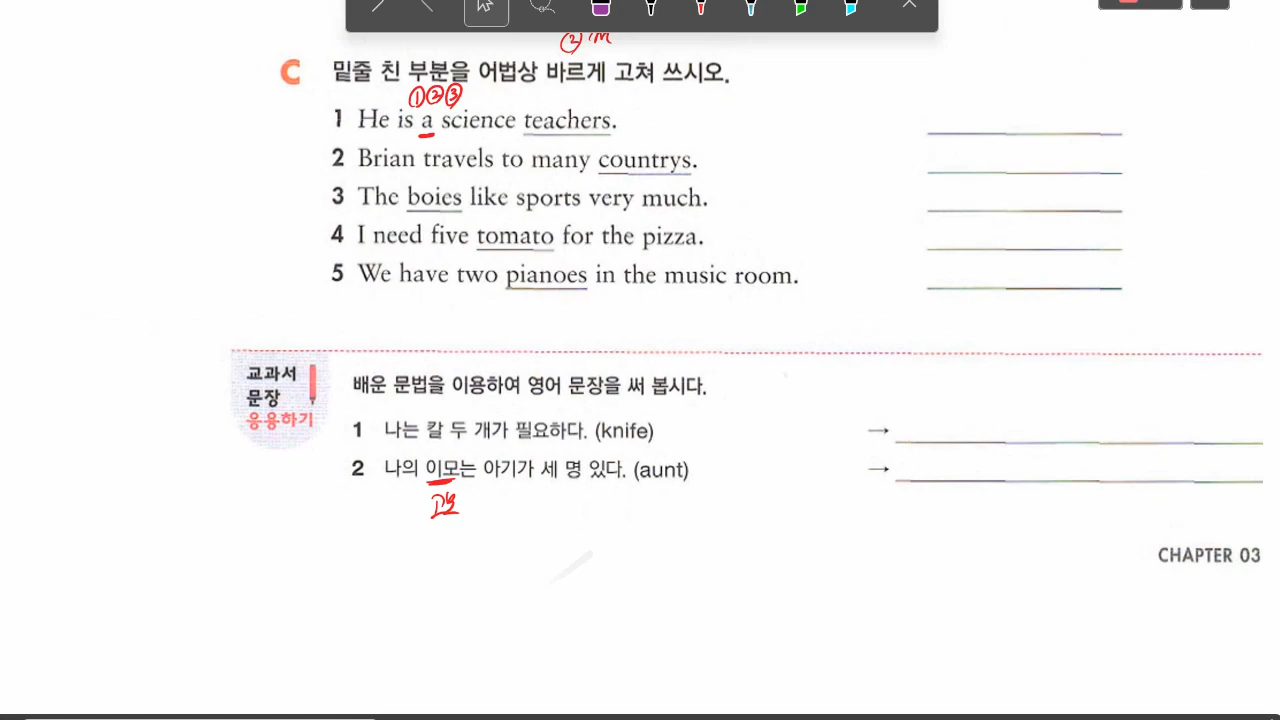 ② M
C 밑줄 친 부분을 어법상 바르게 고쳐 쓰시오.
①②③
1 He is a science teachers.
2 Brian travels to many countrys.
3 The boies like sports very much.
4 I need five tomato for the pizza.
5 We have two pianoes in the music room.
교과서
문장
응용하기
배운 문법을 이용하여 영어 문장을 써 봅시다.
1 나는 칼 두 개가 필요하다. (knife) →
2 나의 이모는 아기가 세 명 있다. (aunt) →
CHAPTER 03